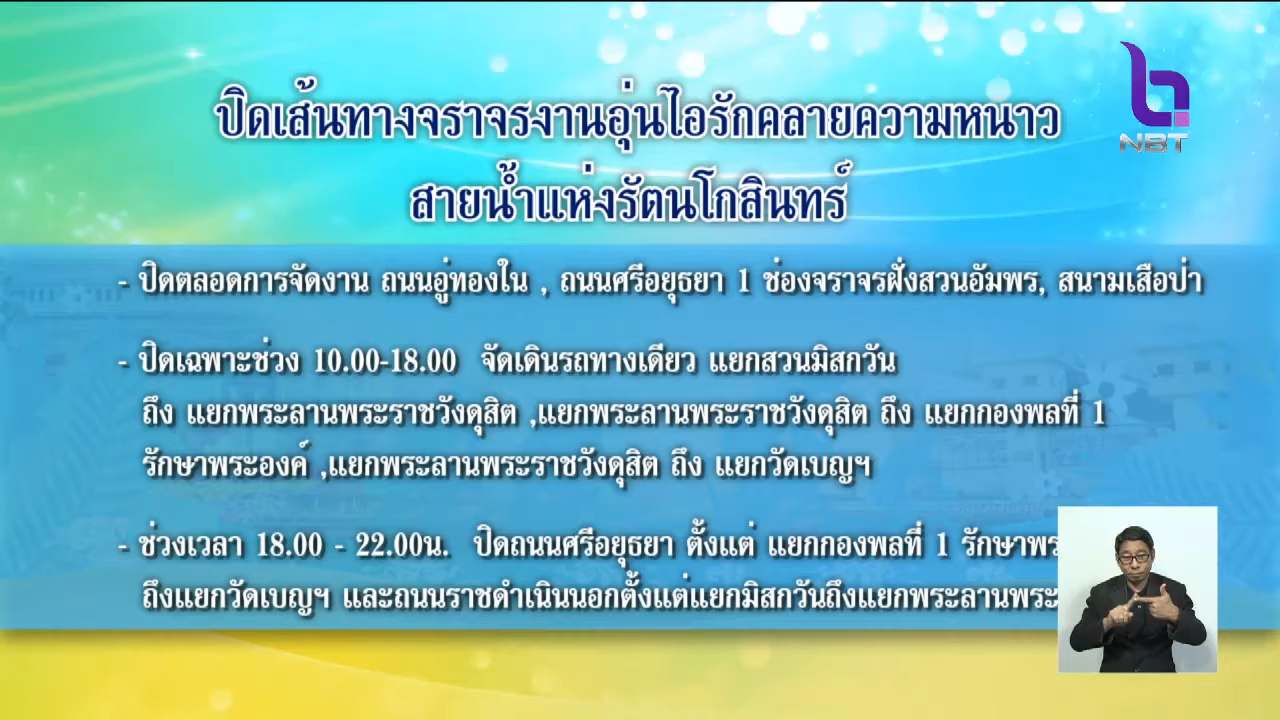 ปิดเส้นทางจราจรงานอุ่นไอรักคลายความหนาว
สายน้ำแห่งรัตนโกสินทร์
NBT
- ปิดตลอดการจัดงาน ถนนอู่ทองใน , ถนนศรีอยุธยา 1 ช่องจราจรฝั่งสวนอัมพร, สนามเสือป่า
- ปิดเฉพาะช่วง 10.00-18.00 จัดเดินรถทางเดียว แยกสวนมิสกวัน
ถึง แยกพระลานพระราชวังดุสิต ,แยกพระลานพระราชวังดุสิต ถึง แยกกองพลที่ 1
รักษาพระองค์ ,แยกพระลานพระราชวังดุสิต ถึง แยกวัดเบญฯ
- ช่วงเวลา 18.00 - 22.00น. ปิดถนนศรีอยุธยา ตั้งแต่ แยกกองพลที่ 1 รักษาพร
ถึงแยกวัดเบญฯ และถนนราชดำเนินนอกตั้งแต่แยกมิสกวันถึงแยกพระลานพระ